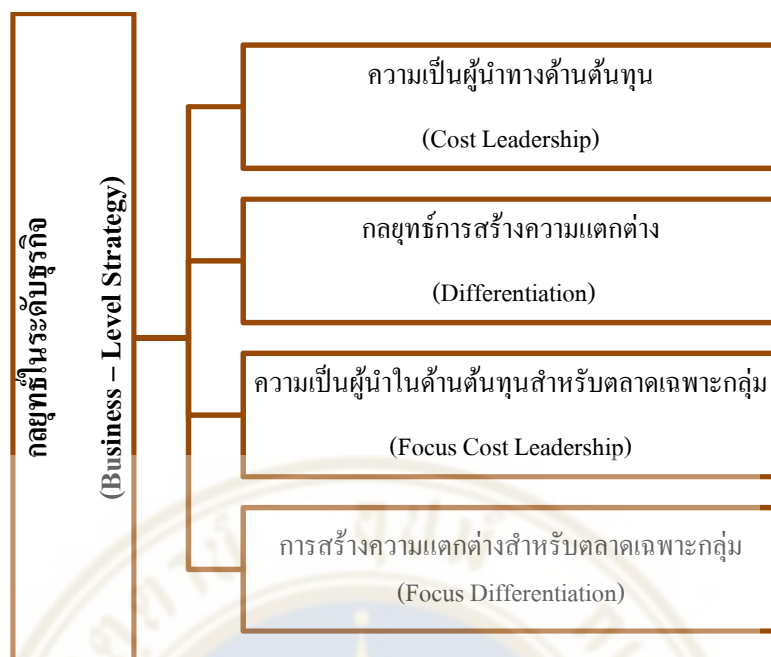 กลยุทธ์ในระดับธุรกิจ
(Business – Level Strategy)
ความเป็นผู้นำทางด้านต้นทุน
(Cost Leadership)
กลยุทธ์การสร้างความแตกต่าง
(Differentiation)
ความเป็นผู้นำในด้านต้นทุนสำหรับตลาดเฉพาะกลุ่ม
(Focus Cost Leadership)
การสร้างความแตกต่างสำหรับตลาดเฉพาะกลุ่ม
(Focus Differentiation)